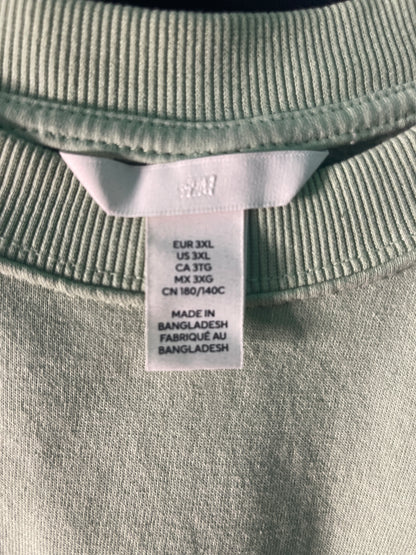 EUR 3XL
US 3XL
CA 3TG
MX 3XG
CN 180/140C
MADE IN
BANGLADESH
FABRIQUÉ AU
BANGLADESH